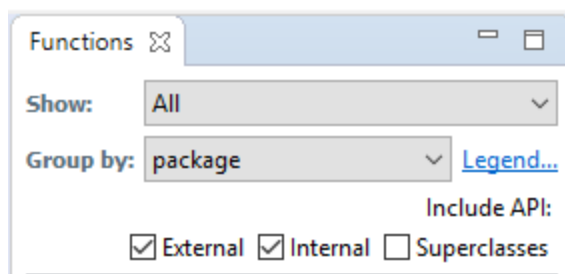 Functions
Show: All
Group by: package Legend...
Include API:
External Internal Superclasses